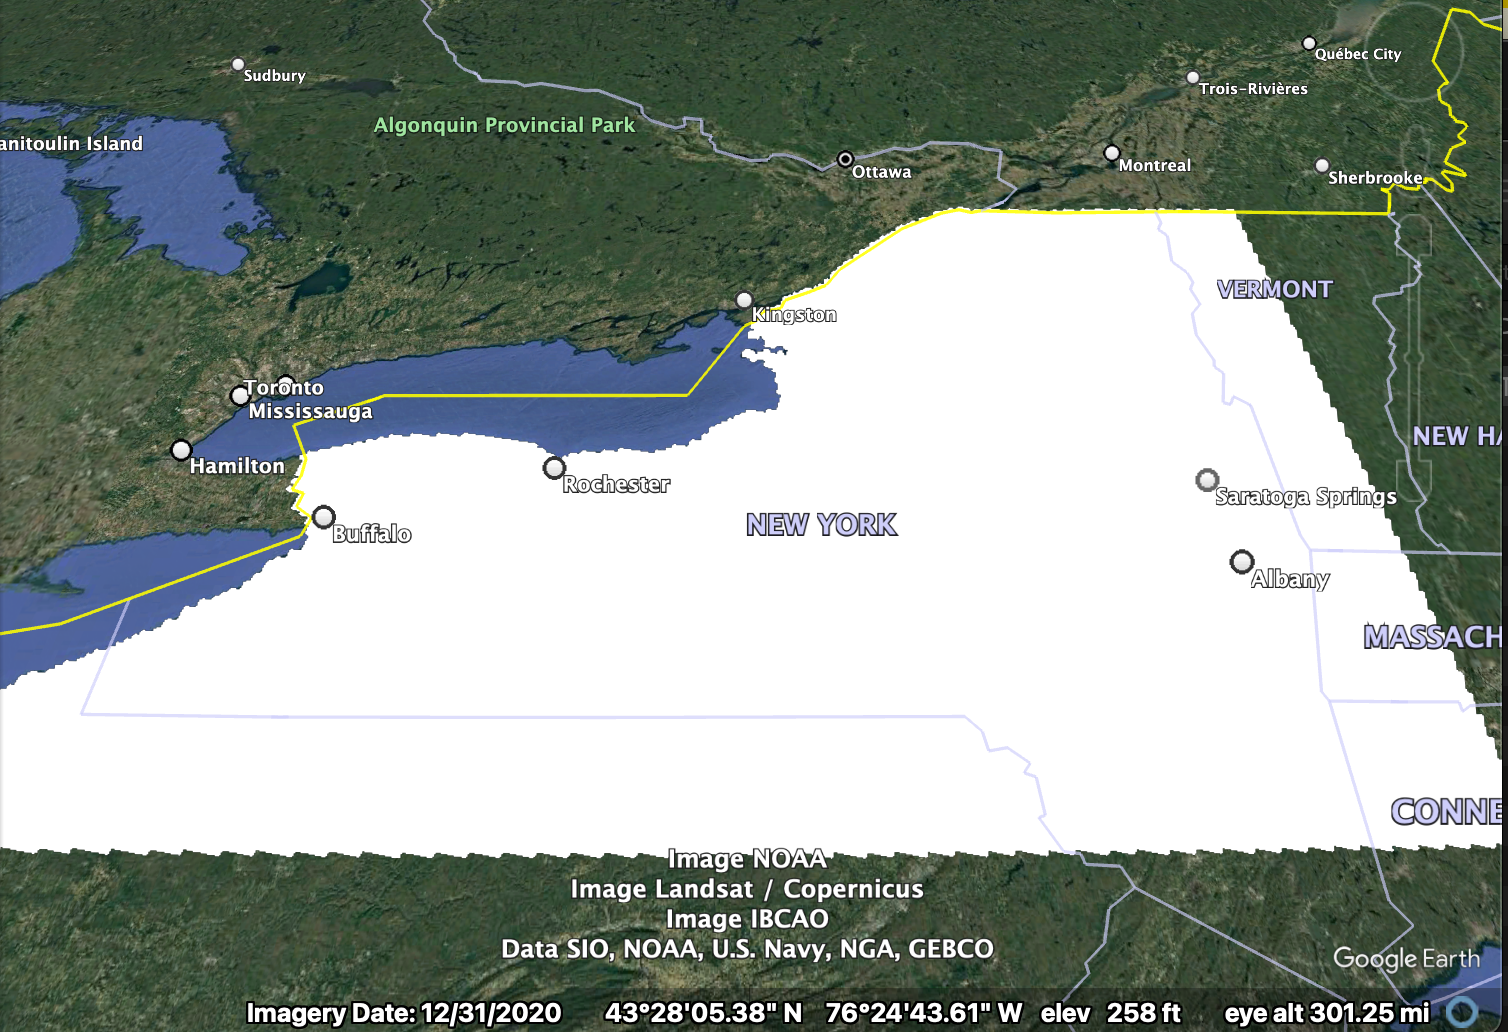 Québec City
Sudbury
Trois-Rivières
Algonquin Provincial Park
anitoulin Island
Montreal
Ottawa
Sherbrooke
VERMONT
Kingston
Toronto
Mississauga
NEW HA
Hamilton
Rochester
Saratoga Springs
NEW YORK
Buffalo
Albany
MASSACH
CONNE
Image NOAA
Image Landsat / Copernicus
Image IBCAO
Data SIO, NOAA, U.S. Navy, NGA, GEBCO
Google Earth
Imagery Date: 12/31/2020 43°28'05.38" N 76°24'43.61" W elev 258 ft eye alt 301.25 mi